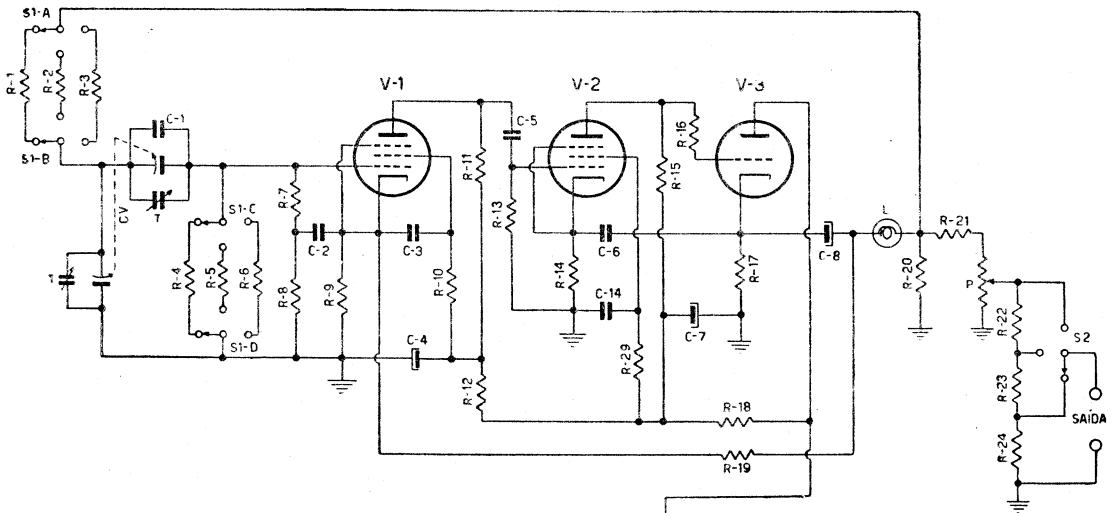 S1-A
R-1
R-2
R-3
S1-B
C-1
CV
T
T
S1-C
R-4
R-5
R-6
S1-D
R-7
C-2
R-8
R-9
V-1
C-3
R-10
C-4
R-11
R-12
C-5
R-13
V-2
C-6
R-14
C-14
R-29
R-15
R-16
V-3
C-7
R-17
C-8
R-18
R-19
L
R-20
R-21
P
R-22
R-23
R-24
S2
SAÍDA